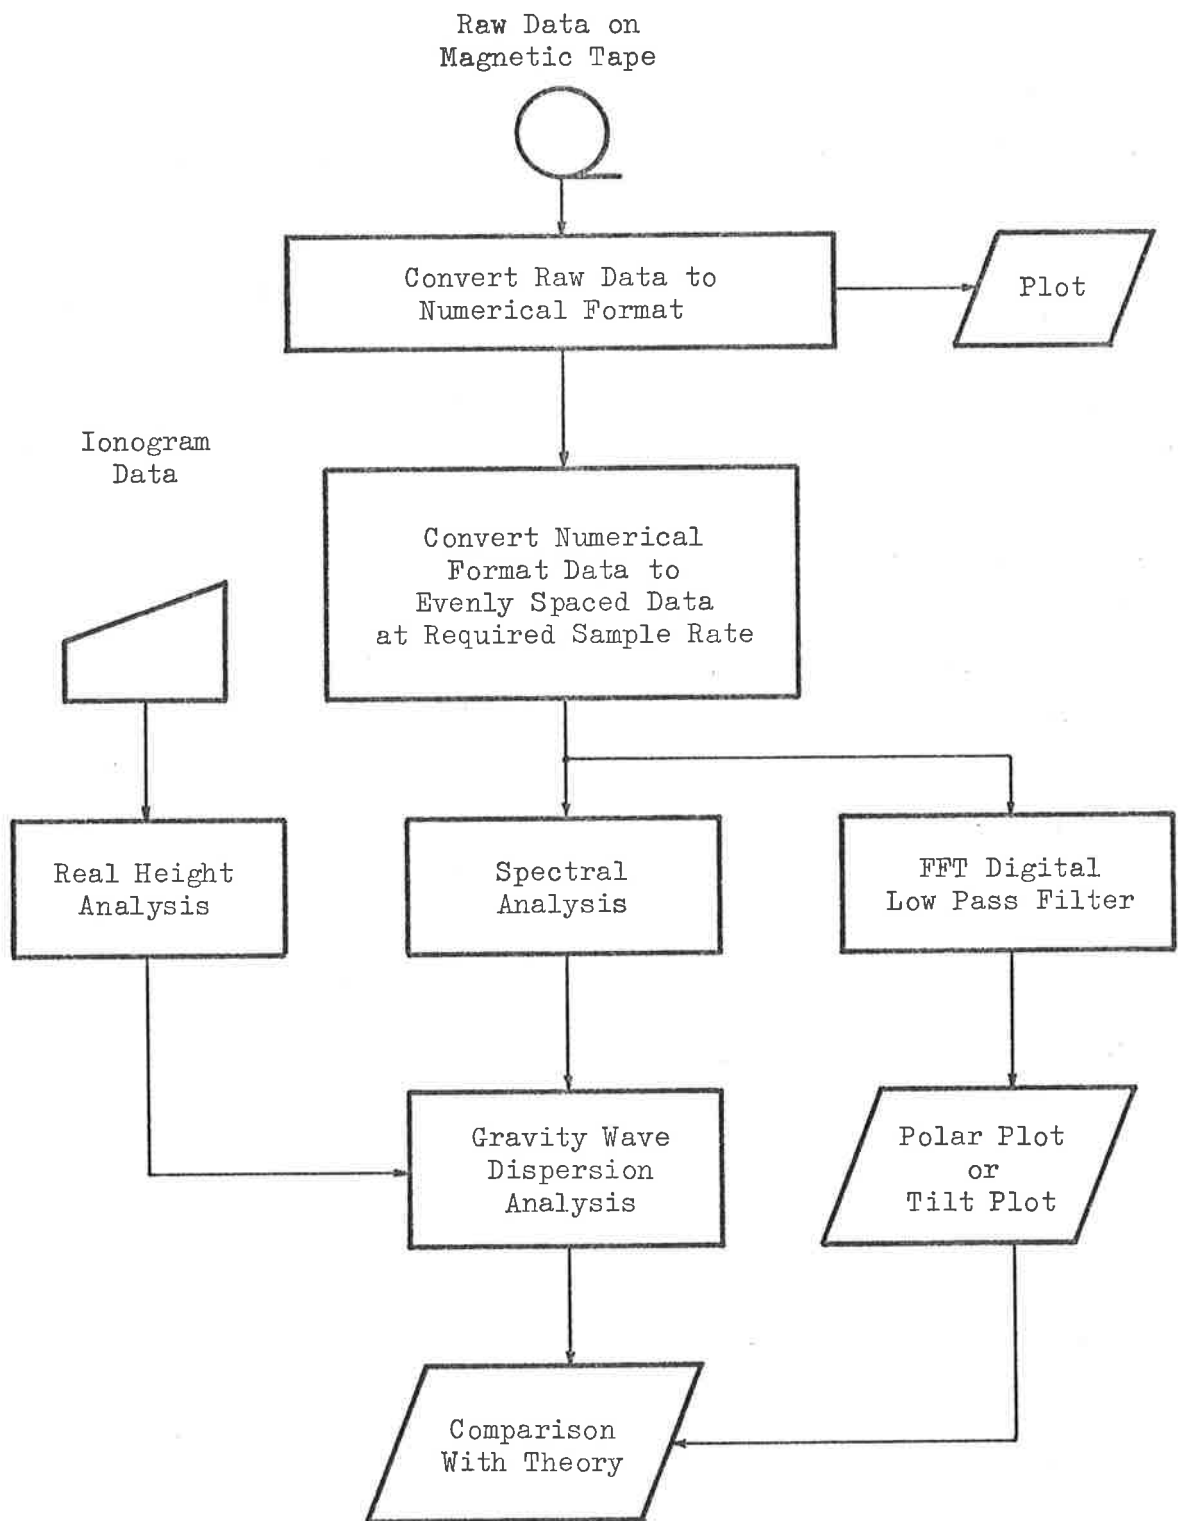 Raw Data on
Magnetic Tape
Convert Raw Data to
Numerical Format
Plot
Ionogram
Data
Convert Numerical
Format Data to
Evenly Spaced Data
at Required Sample Rate
Real Height
Analysis
Spectral
Analysis
FFT Digital
Low Pass Filter
Gravity Wave
Dispersion
Analysis
Polar Plot
or
Tilt Plot
Comparison
With Theory